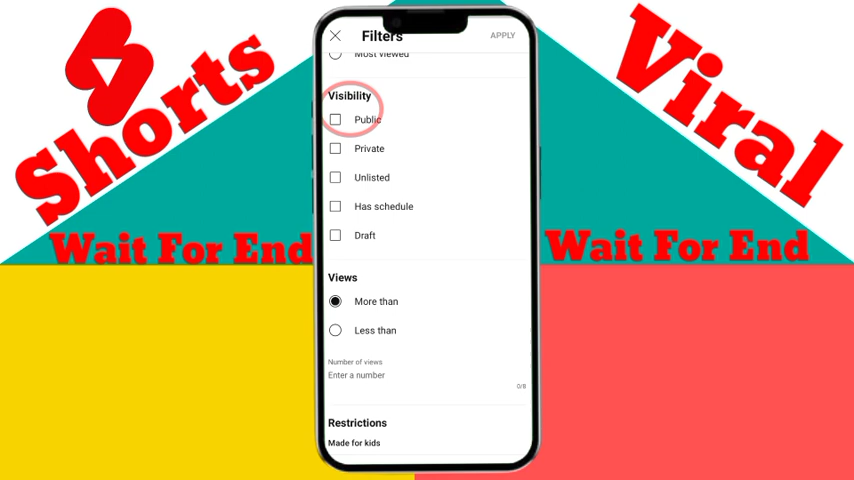 Shorts
Viral
Wait For End
Wait For End
Filters
APPLY
Most viewed
Visibility
Public
Private
Unlisted
Has schedule
Draft
Views
More than
Less than
Number of views
Enter a number
0/8
Restrictions
Made for kids